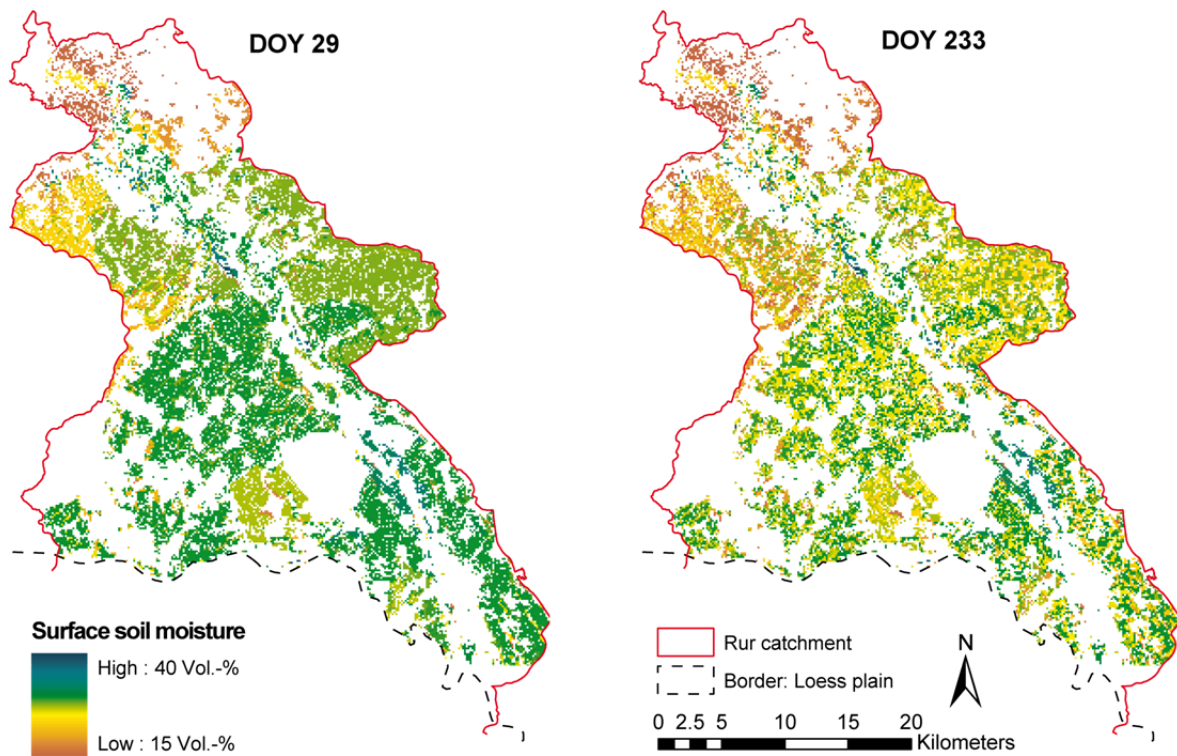 DOY 29
DOY 233
Surface soil moisture
High : 40 Vol.-%
Low : 15 Vol.-%
Rur catchment
Border: Loess plain
N
0 2.5 5 10 15 20
Kilometers